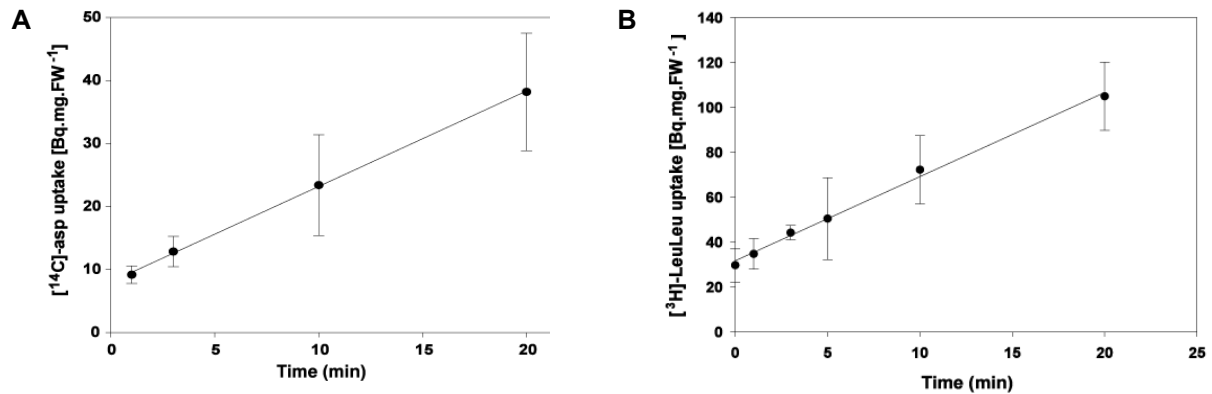 A
[¹⁴C]-asp uptake [Bq.mg.FW⁻¹]
50
40
30
20
10
0
0 5 10 15 20
Time (min)
B
[³H]-LeuLeu uptake [Bq.mg.FW⁻¹]
140
120
100
80
60
40
20
0
0 5 10 15 20 25
Time (min)